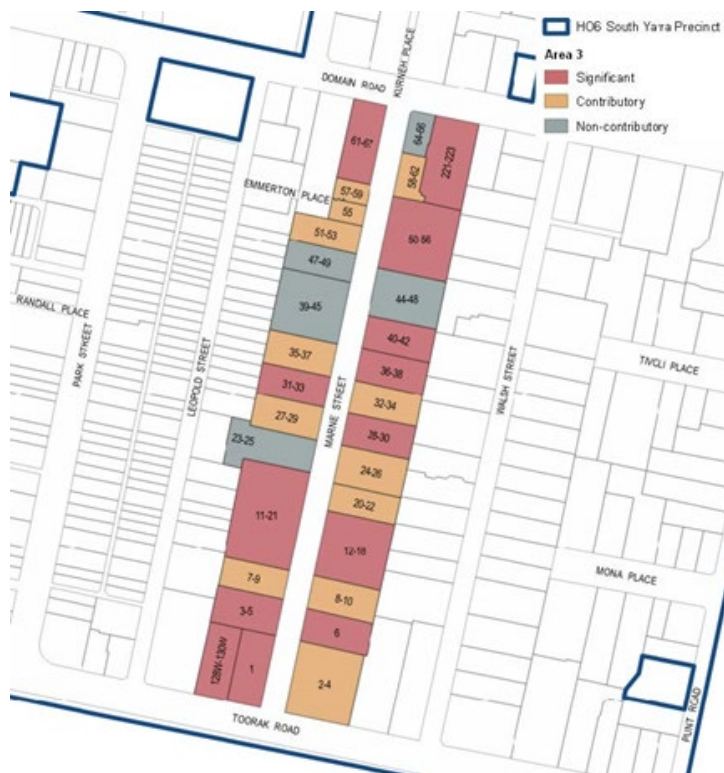 HO6 South Yarra Precinct
Area 3
Significant
Contributory
Non-contributory
KURNEH PLACE
DOMAIN ROAD
61-67
64-66
221-223
58-62
57-59
EMMERTON PLACE
55
51-53
50-56
47-49
44-48
39-45
RANDALL PLACE
40-42
PARK STREET
LEOPOLD STREET
MARNE STREET
WALSH STREET
TIVOLI PLACE
35-37
36-38
31-33
32-34
27-29
28-30
23-25
24-26
20-22
11-21
12-18
MONA PLACE
7-9
8-10
3-5
6
128W-130W
1
2-4
TOORAK ROAD
PUNT ROAD